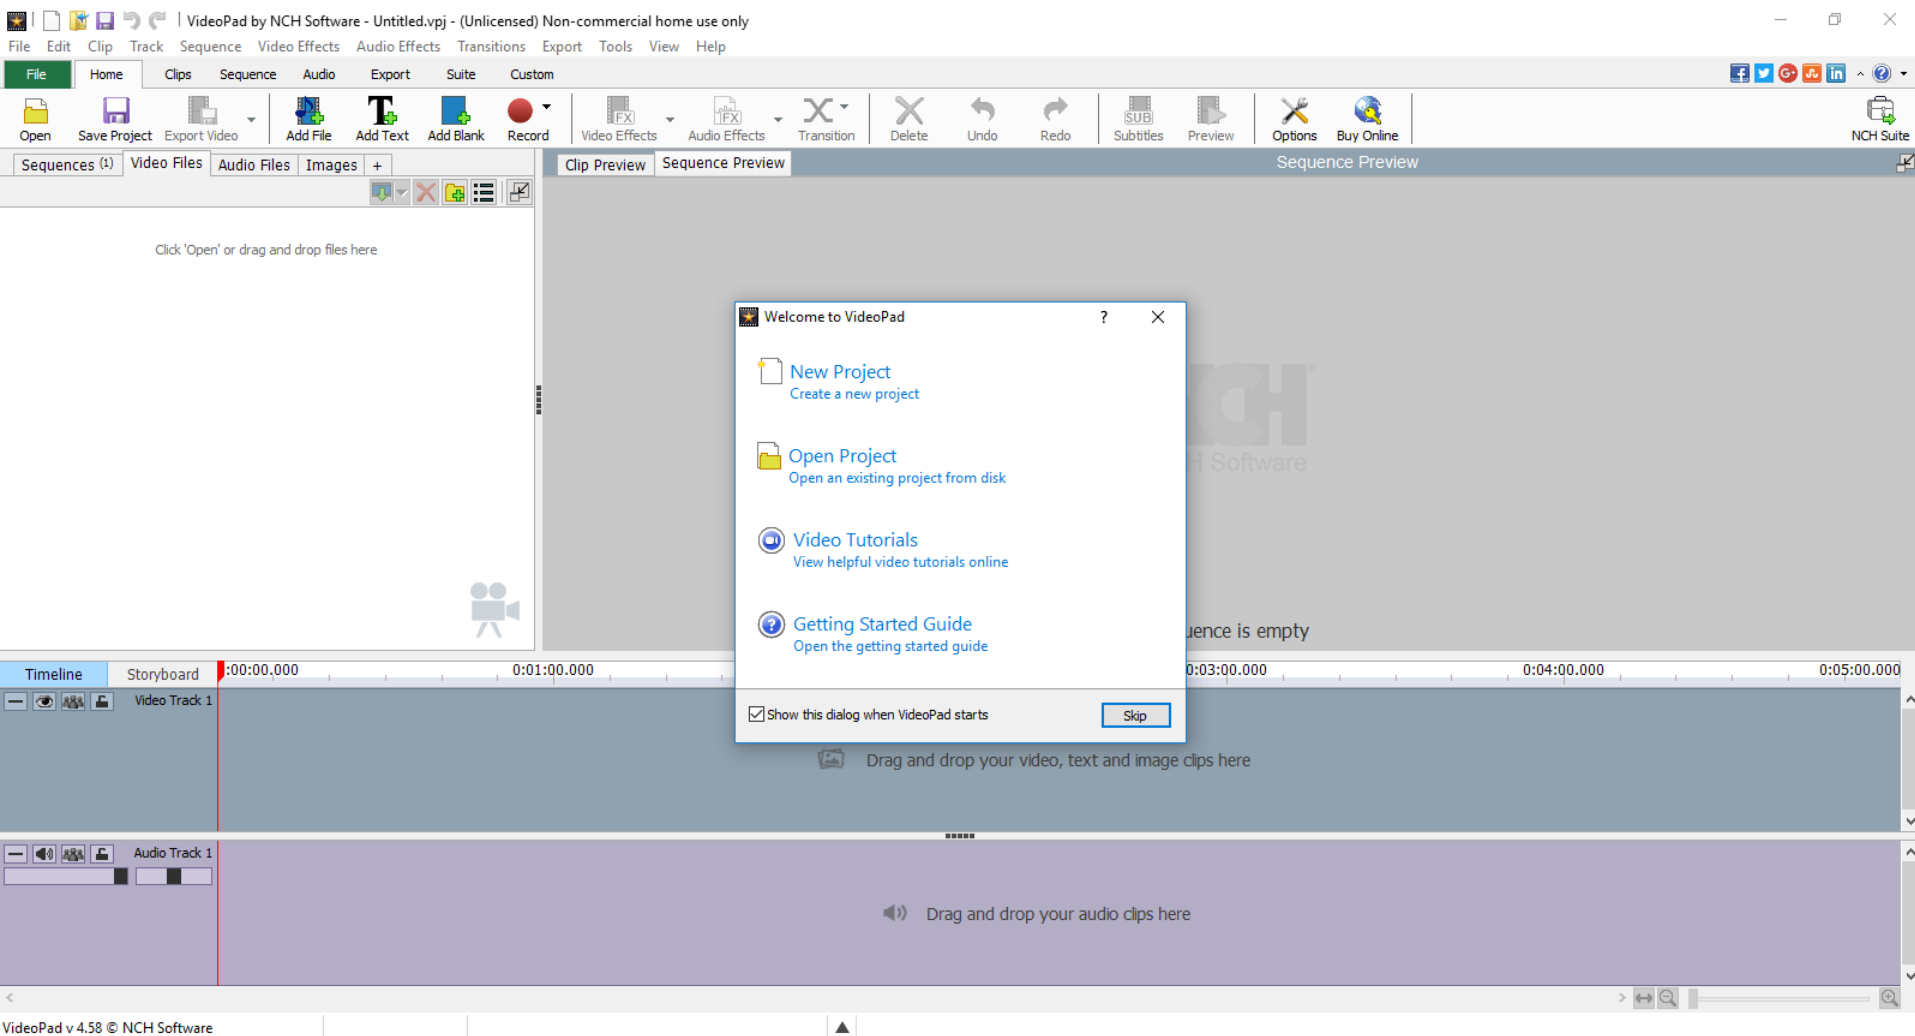 VideoPad by NCH Software - Untitled.vpj - (Unlicensed) Non-commercial home use only
File Edit Clip Track Sequence Video Effects Audio Effects Transitions Export Tools View Help
File Home Clips Sequence Audio Export Suite Custom
Open Save Project Export Video Add File Add Text Add Blank Record Video Effects Audio Effects Transition Delete Undo Redo Subtitles Preview Options Buy Online NCH Suite
Sequences (1) Video Files Audio Files Images +
Clip Preview Sequence Preview
Sequence Preview
Click 'Open' or drag and drop files here
Welcome to VideoPad
New Project
Create a new project
Open Project
Open an existing project from disk
Video Tutorials
View helpful video tutorials online
Getting Started Guide
Open the getting started guide
Show this dialog when VideoPad starts
Skip
CH
H Software
uence is empty
Timeline Storyboard
:00:00.000 0:01:00.000 0:03:00.000 0:04:00.000 0:05:00.000
Video Track 1
Drag and drop your video, text and image clips here
Audio Track 1
Drag and drop your audio clips here
VideoPad v 4.58 © NCH Software